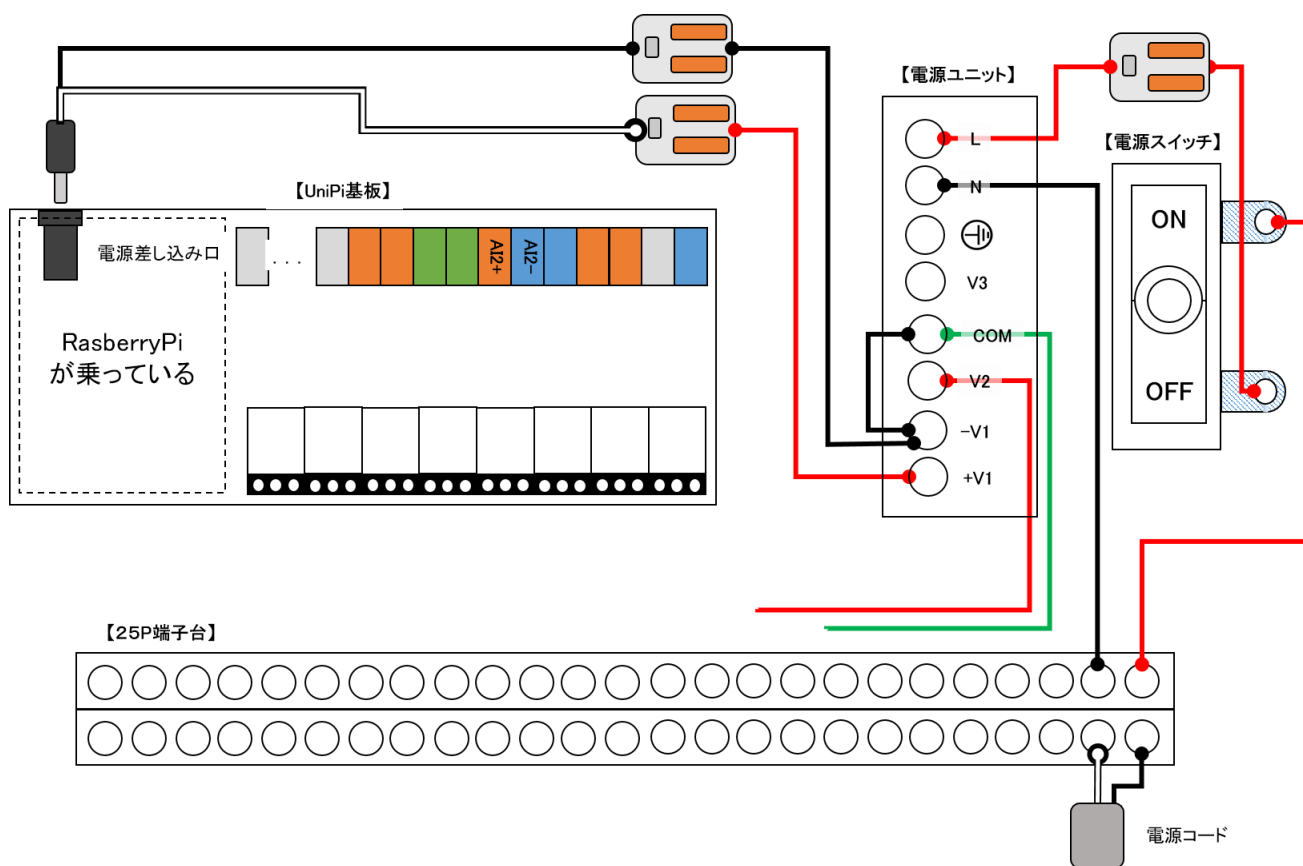 【電源ユニット】
【電源スイッチ】
L
N
V3
COM
V2
-V1
+V1
ON
OFF
【UniPi基板】
電源差し込み口
・・・
AI2+
AI2-
RasberryPi
が乗っている
【25P端子台】
電源コード